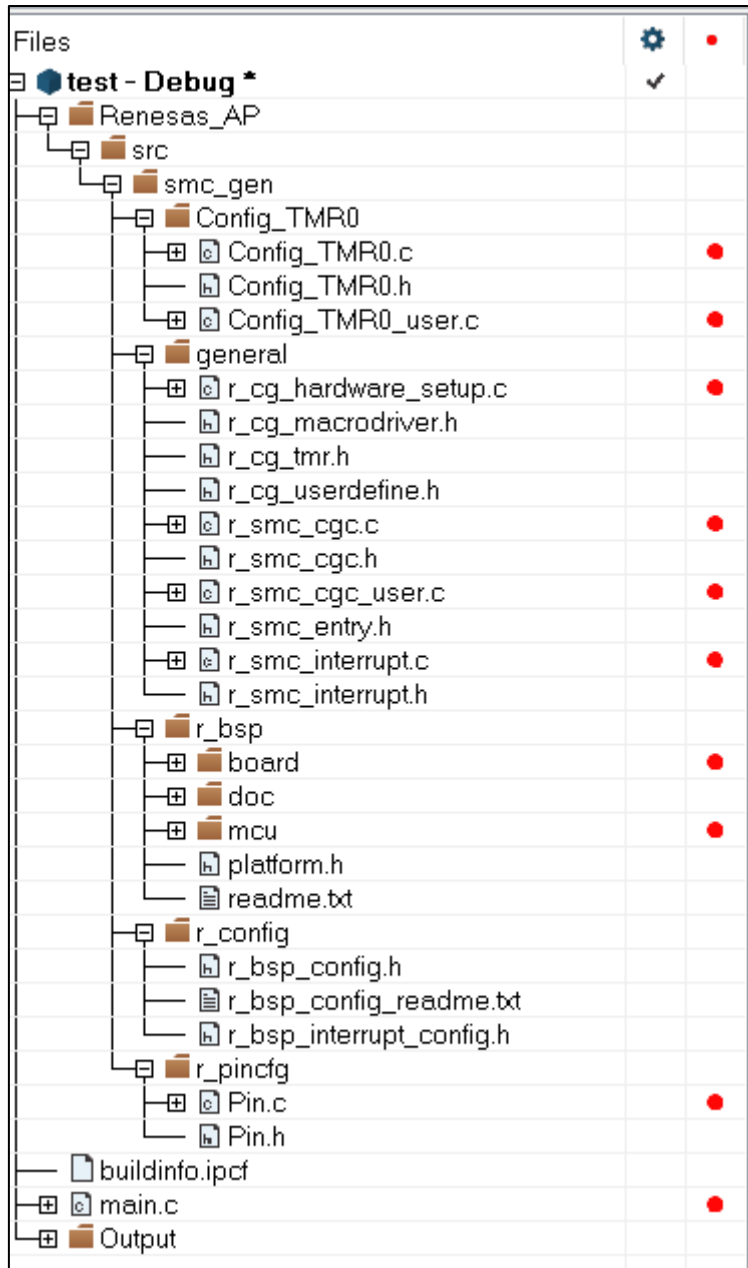 Files
test - Debug *
Renesas_AP
src
smc_gen
Config_TMR0
Config_TMR0.c
Config_TMR0.h
Config_TMR0_user.c
general
r_cg_hardware_setup.c
r_cg_macrodriver.h
r_cg_tmr.h
r_cg_userdefine.h
r_smc_cgc.c
r_smc_cgc.h
r_smc_cgc_user.c
r_smc_entry.h
r_smc_interrupt.c
r_smc_interrupt.h
r_bsp
board
doc
mcu
platform.h
readme.txt
r_config
r_bsp_config.h
r_bsp_config_readme.txt
r_bsp_interrupt_config.h
r_pincfg
Pin.c
Pin.h
buildinfo.ipcf
main.c
Output